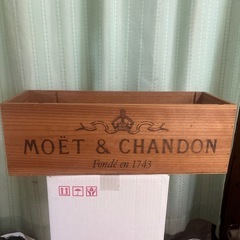 MOËT & CHANDON
Fondé en 1743